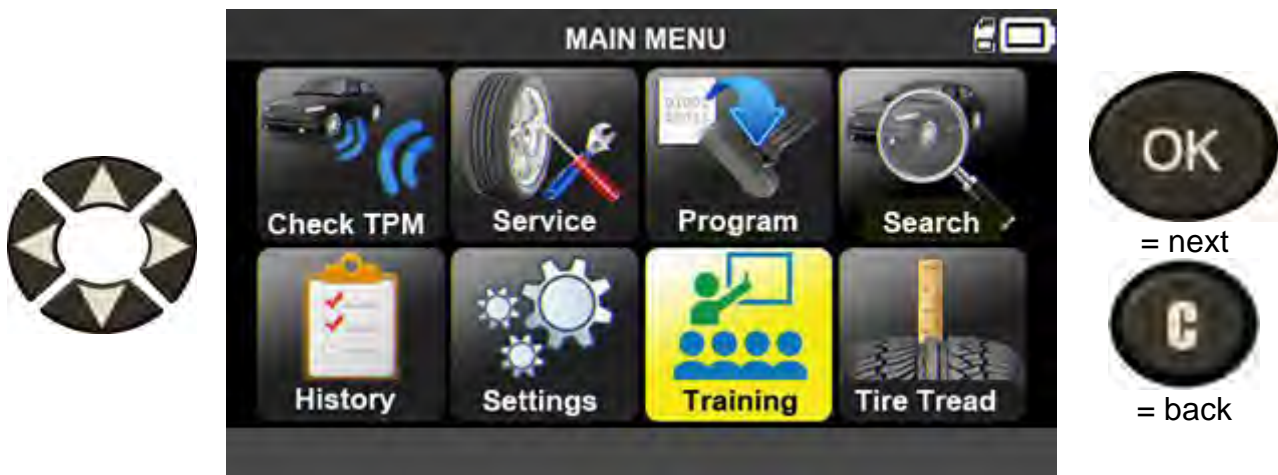 MAIN MENU
Check TPM
Service
Program
Search
History
Settings
Training
Tire Tread
OK
= next
C
= back